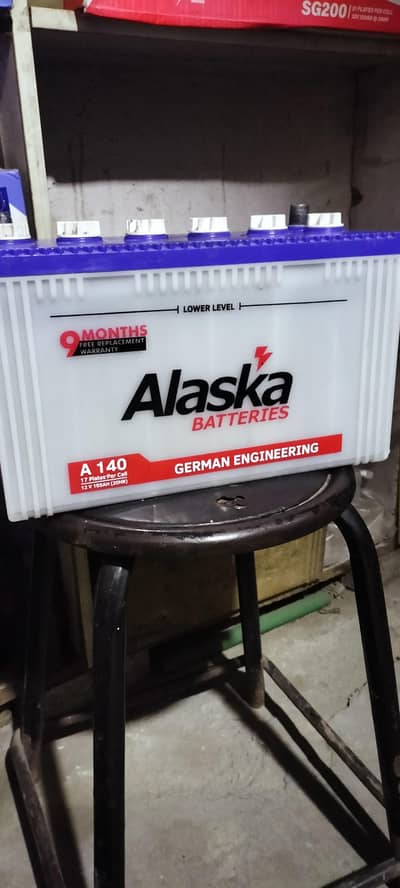 SG200
LOWER LEVEL
9 MONTHS
FREE REPLACEMENT
WARRANTY
Alaska
BATTERIES
A 140
17 Plates Per Cell
GERMAN ENGINEERING